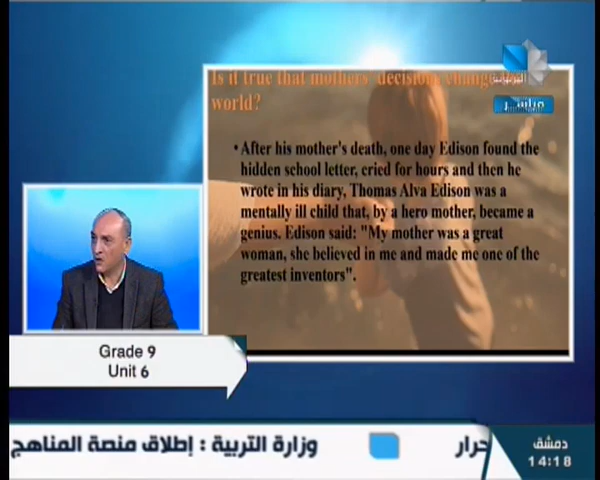 Is it true that mothers' decisions change
world?
مباشر
• After his mother's death, one day Edison found the
hidden school letter, cried for hours and then he
wrote in his diary, Thomas Alva Edison was a
mentally ill child that, by a hero mother, became a
genius. Edison said: "My mother was a great
woman, she believed in me and made me one of the
greatest inventors".
Grade 9
Unit 6
وزارة التربية : إطلاق منصة المناهج
دمشق
14:18